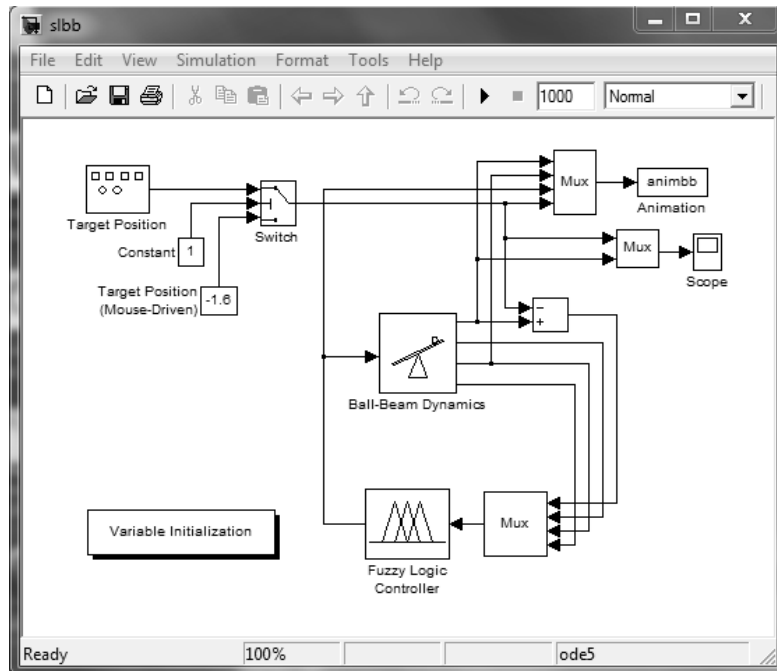 slbb
File Edit View Simulation Format Tools Help
1000 Normal
Mux
animbb
Animation
Target Position
Switch
Constant 1
Mux
Scope
Target Position
(Mouse-Driven) -1.6
Ball-Beam Dynamics
Variable Initialization
Mux
Fuzzy Logic
Controller
Ready 100% ode5